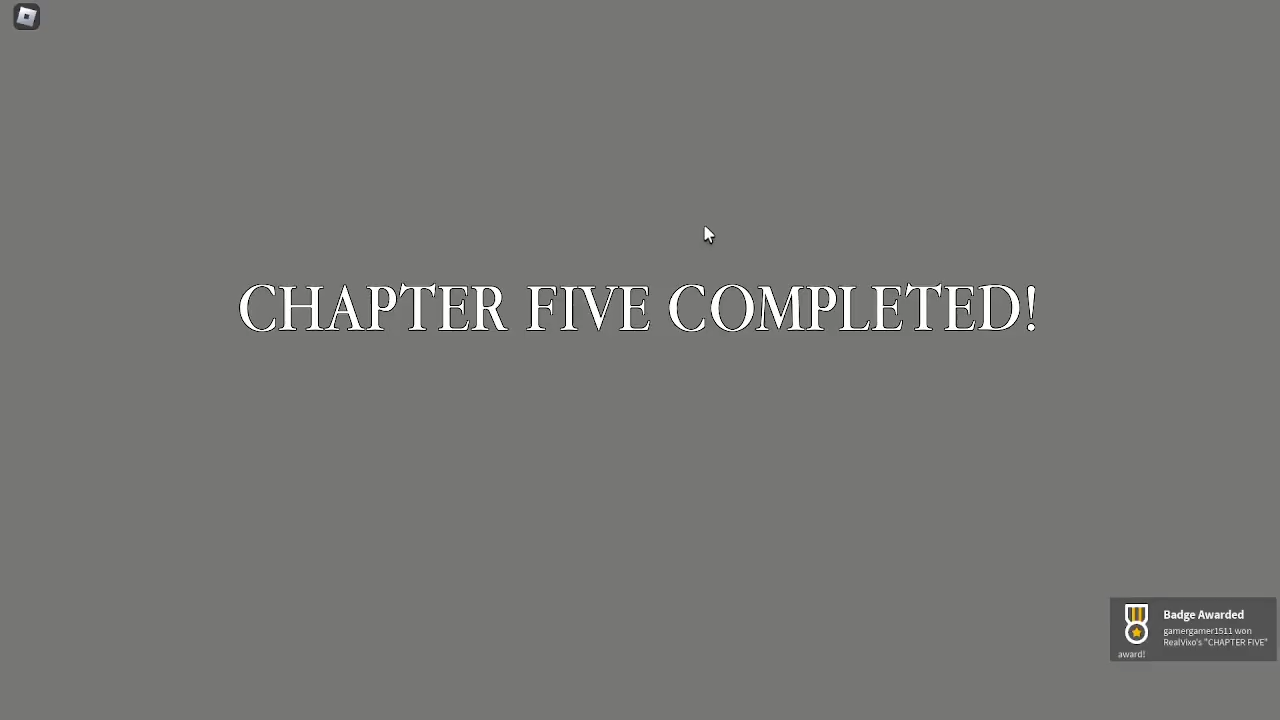 CHAPTER FIVE COMPLETED!
Badge Awarded
gamergamer1511 won
RealVixo's "CHAPTER FIVE"
award!